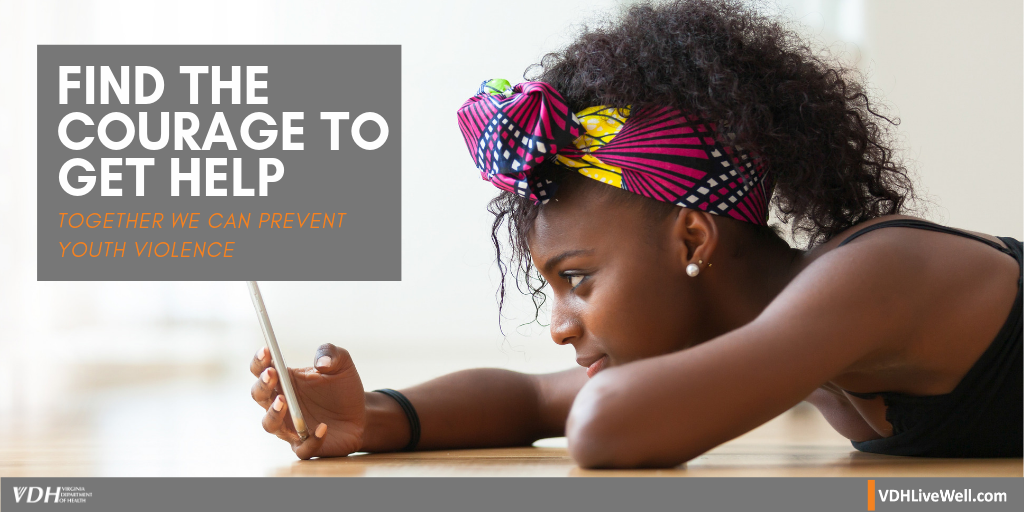 FIND THE
COURAGE TO
GET HELP
TOGETHER WE CAN PREVENT
YOUTH VIOLENCE
VDH VIRGINIA
DEPARTMENT
OF HEALTH
VDHLiveWell.com